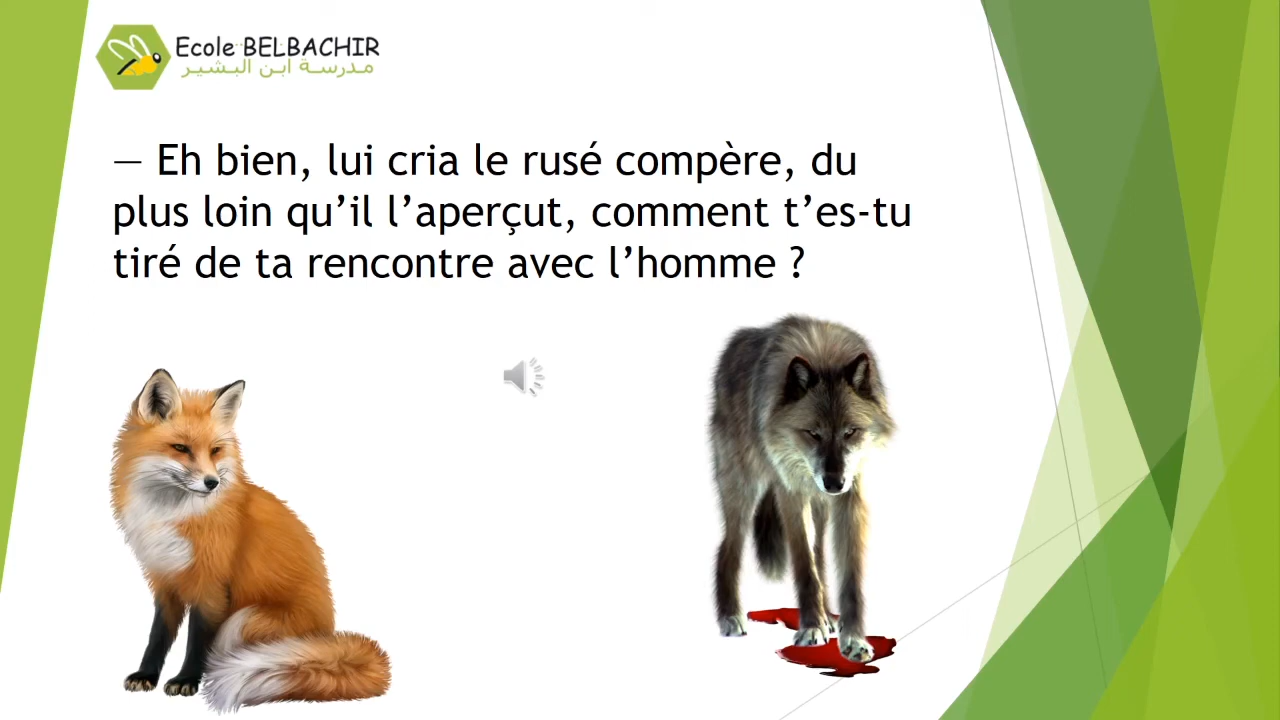 Ecole BELBACHIR
مدرسة ابن البشير
— Eh bien, lui cria le rusé compère, du
plus loin qu’il l’aperçut, comment t’es-tu
tiré de ta rencontre avec l’homme ?